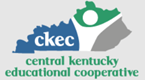 ckec
central kentucky
educational cooperative